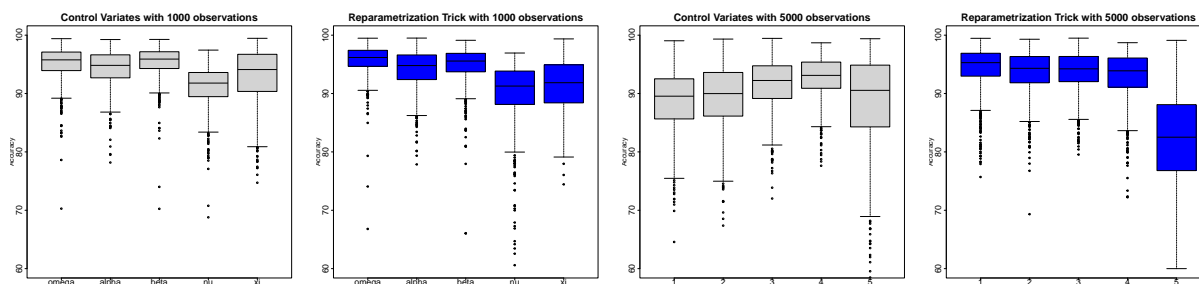 Control Variates with 1000 observations
Accuracy
100
90
80
70
60
omega alpha beta nu xi
Reparametrization Trick with 1000 observations
Accuracy
100
90
80
70
60
omega alpha beta nu xi
Control Variates with 5000 observations
Accuracy
100
90
80
70
60
1 2 3 4 5
Reparametrization Trick with 5000 observations
Accuracy
100
90
80
70
60
1 2 3 4 5